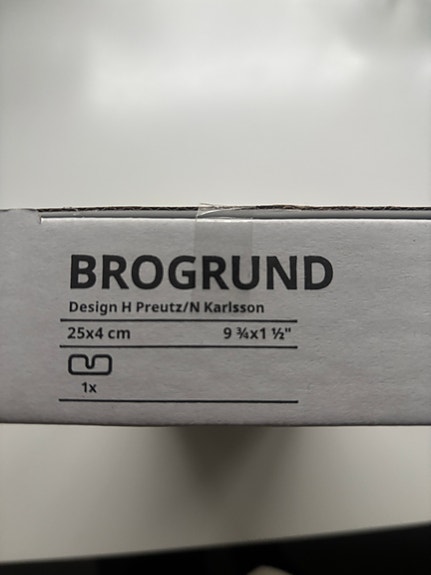 BROGRUND
Design H Preutz/N Karlsson
25x4 cm 9 ¾x1 ½"
1x